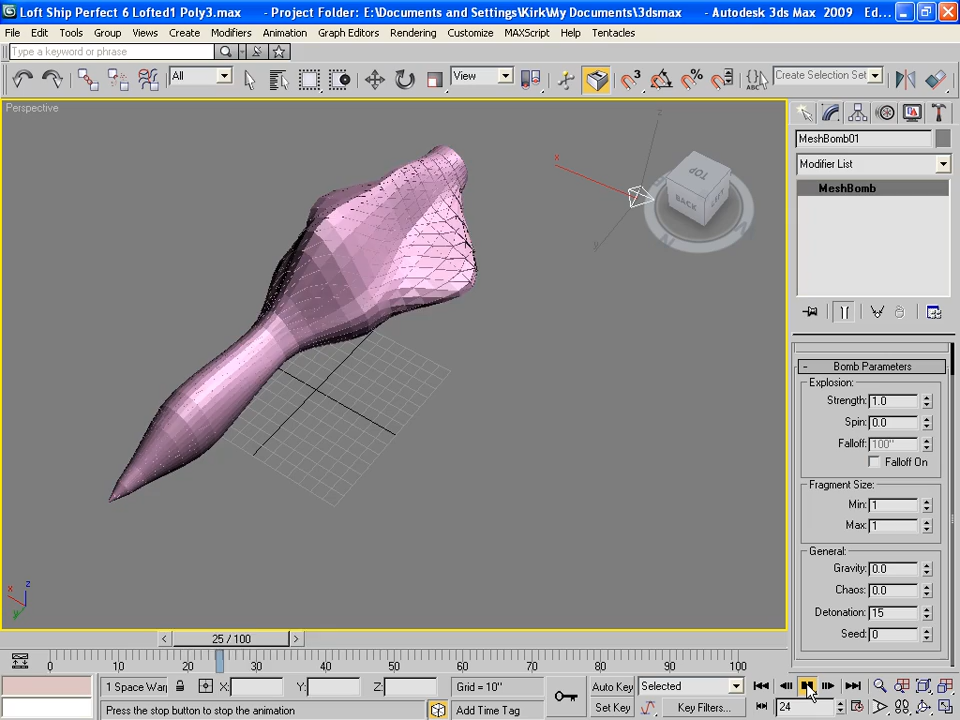 Loft Ship Perfect 6 Lofted1 Poly3.max - Project Folder: E:\Documents and Settings\Kirk\My Documents\3dsmax - Autodesk 3ds Max 2009 Ed...
File Edit Tools Group Views Create Modifiers Animation Graph Editors Rendering Customize MAXScript Help Tentacles
Type a keyword or phrase
All View Create Selection Set
Perspective
x
z
y
TOP
BACK LEFT
MeshBomb01
Modifier List
MeshBomb
- Bomb Parameters
Explosion:
Strength: 1.0
Spin: 0.0
Falloff: 100"
Falloff On
Fragment Size:
Min: 1
Max: 1
General:
Gravity: 0.0
Chaos: 0.0
Detonation: 15
Seed: 0
z
x
y
< 25 / 100 >
0 10 20 30 40 50 60 70 80 90 100
1 Space Warp X: Y: Z: Grid = 10" Auto Key Selected
Press the stop button to stop the animation Add Time Tag Set Key Key Filters... 24